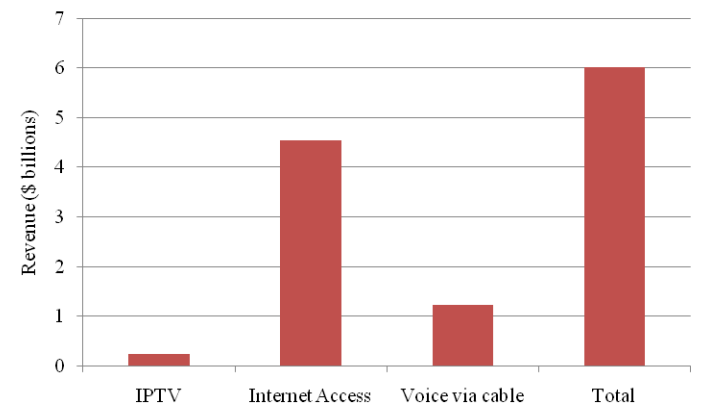 7
6
5
4
3
2
1
0
Revenue ($ billions)
IPTV
Internet Access
Voice via cable
Total